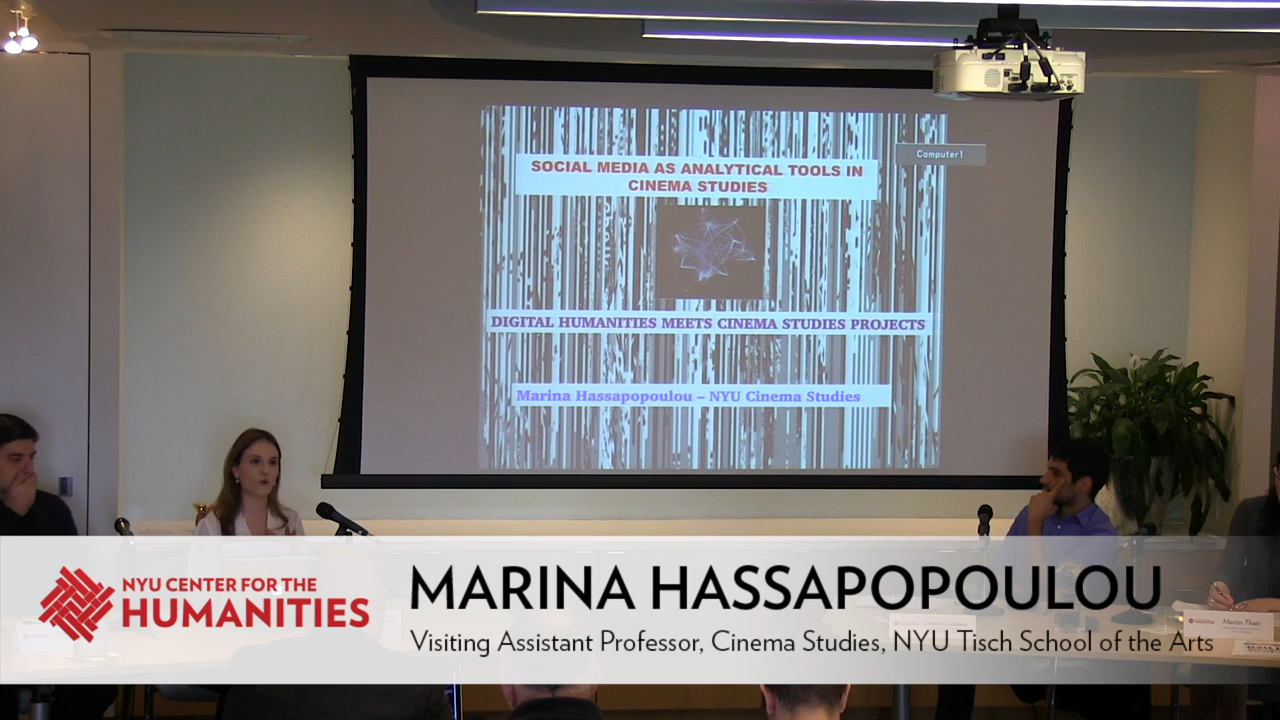 Computer1
SOCIAL MEDIA AS ANALYTICAL TOOLS IN
CINEMA STUDIES
DIGITAL HUMANITIES MEETS CINEMA STUDIES PROJECTS
Marina Hassapopoulou – NYU Cinema Studies
NYU CENTER FOR THE
HUMANITIES
MARINA HASSAPOPOULOU
Visiting Assistant Professor, Cinema Studies, NYU Tisch School of the Arts
Marion Thain